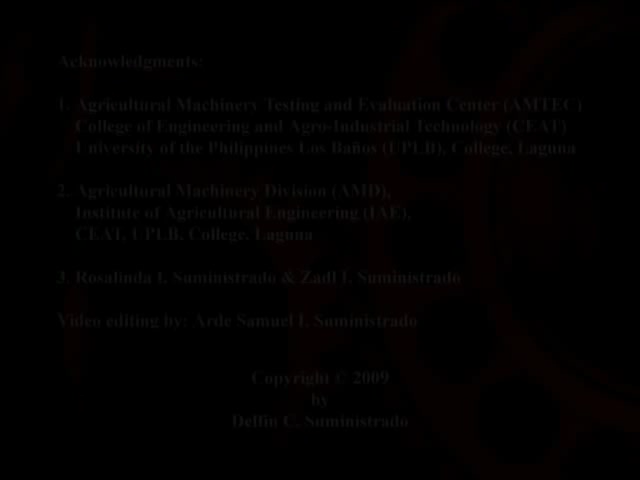 Acknowledgments:
1. Agricultural Machinery Testing and Evaluation Center (AMTEC)
College of Engineering and Agro-Industrial Technology (CEAT)
University of the Philippines Los Baños (UPLB), College, Laguna
2. Agricultural Machinery Division (AMD),
Institute of Agricultural Engineering (IAE),
CEAT, UPLB, College, Laguna
3. Rosalinda I. Suministrado & Zadl J. Suministrado
Video editing by: Arde Samuel I. Suministrado
Copyright © 2009
by
Delfin C. Suministrado